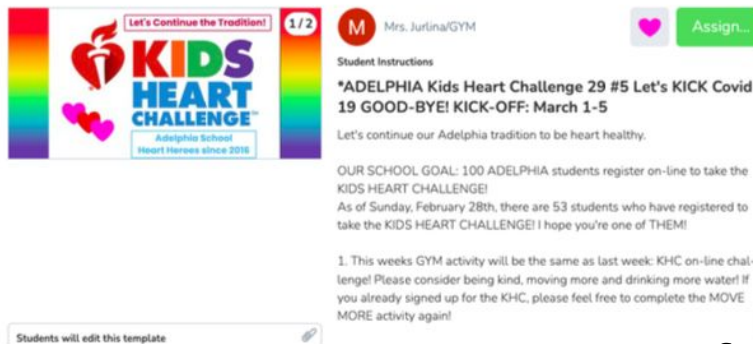 Let's Continue the Tradition!
1/2
KIDS
HEART
CHALLENGE™
Adelphia School
Heart Heroes since 2016
Students will edit this template
M
Mrs. Jurlina/GYM
Assign...
Student Instructions
*ADELPHIA Kids Heart Challenge 29 #5 Let's KICK Covid
19 GOOD-BYE! KICK-OFF: March 1-5
Let's continue our Adelphia tradition to be heart healthy.
OUR SCHOOL GOAL: 100 ADELPHIA students register on-line to take the
KIDS HEART CHALLENGE!
As of Sunday, February 28th, there are 53 students who have registered to
take the KIDS HEART CHALLENGE! I hope you're one of THEM!
1. This weeks GYM activity will be the same as last week: KHC on-line chal-
lenge! Please consider being kind, moving more and drinking more water! If
you already signed up for the KHC, please feel free to complete the MOVE
MORE activity again!